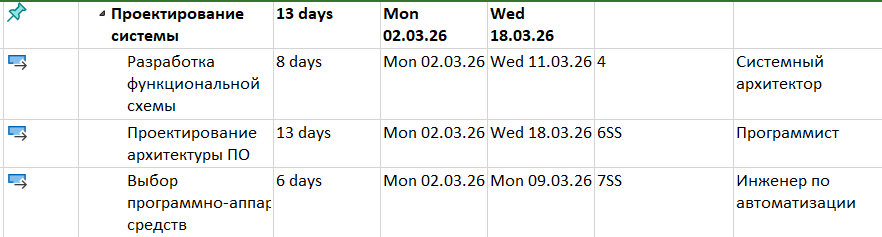 Проектирование системы 13 days Mon 02.03.26 Wed 18.03.26
Разработка функциональной схемы 8 days Mon 02.03.26 Wed 11.03.26 4 Системный архитектор
Проектирование архитектуры ПО 13 days Mon 02.03.26 Wed 18.03.26 6SS Программист
Выбор программно-аппар средств 6 days Mon 02.03.26 Mon 09.03.26 7SS Инженер по автоматизации